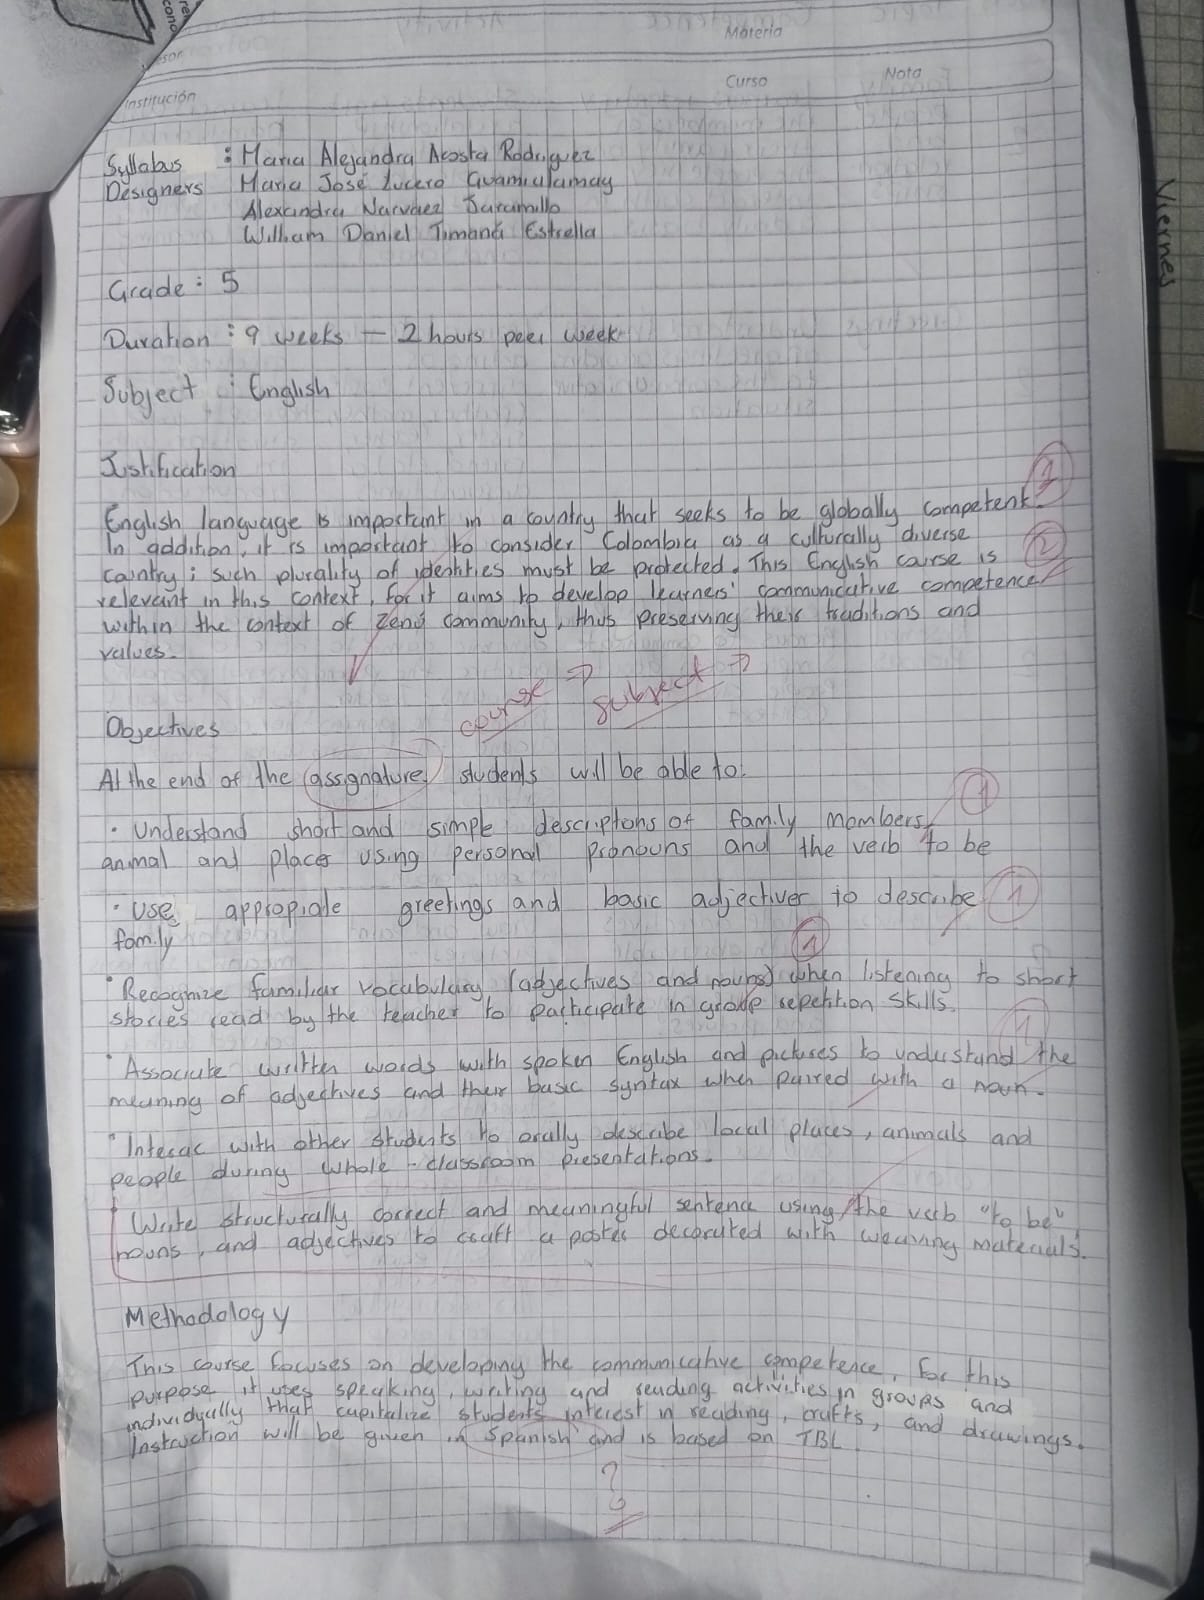 Materia
Institución
Curso
Nota
Viernes
Syllabus : Maria Alejandra Acosta Rodriguez
Designers Maria José Lucero Guamialamay
Alexandra Narvaez Jaramillo
William Daniel Timaná Estrella
Grade : 5
Duration : 9 weeks — 2 hours peer week
Subject : English
Justification
1
English language is important in a country that seeks to be globally competent.
In addition, it is important to consider Colombia as a culturally diverse
2
country; such plurality of identities must be protected. This English course is
relevant in this context, for it aims to develop learners' communicative competence
within the context of Zenú community, thus preserving their traditions and
values.
course → subject →
Objectives
At the end of the assignature, students will be able to:
1
· Understand short and simple descriptions of family mombers,
animal and places using personal pronouns and the verb to be
· Use appropiate greetings and basic adjectives to describe 1
family
1
· Recognize familiar vocabulary (adjectives and nouns) when listening to short
stories read by the teacher to participate in repetition skills.
1
· Associate written words with spoken English and pictures to understand the
meaning of adjectives and their basic syntax when paired with a noun.
· Interac with other students to orally describe local places, animals and
people during whole-classroom presentations.
Write structurally correct and meaningful sentence using the verb "to be"
nouns, and adjectives to craft a poster decorated with weaving materials.
Methodology
This course focuses on developing the communicative competence, for this
purpose it uses speaking, writing and reading activities in groups and
individually that capitalize students interest in reading, crafts, and drawings.
Instruction will be given in Spanish and is based on TBL
?